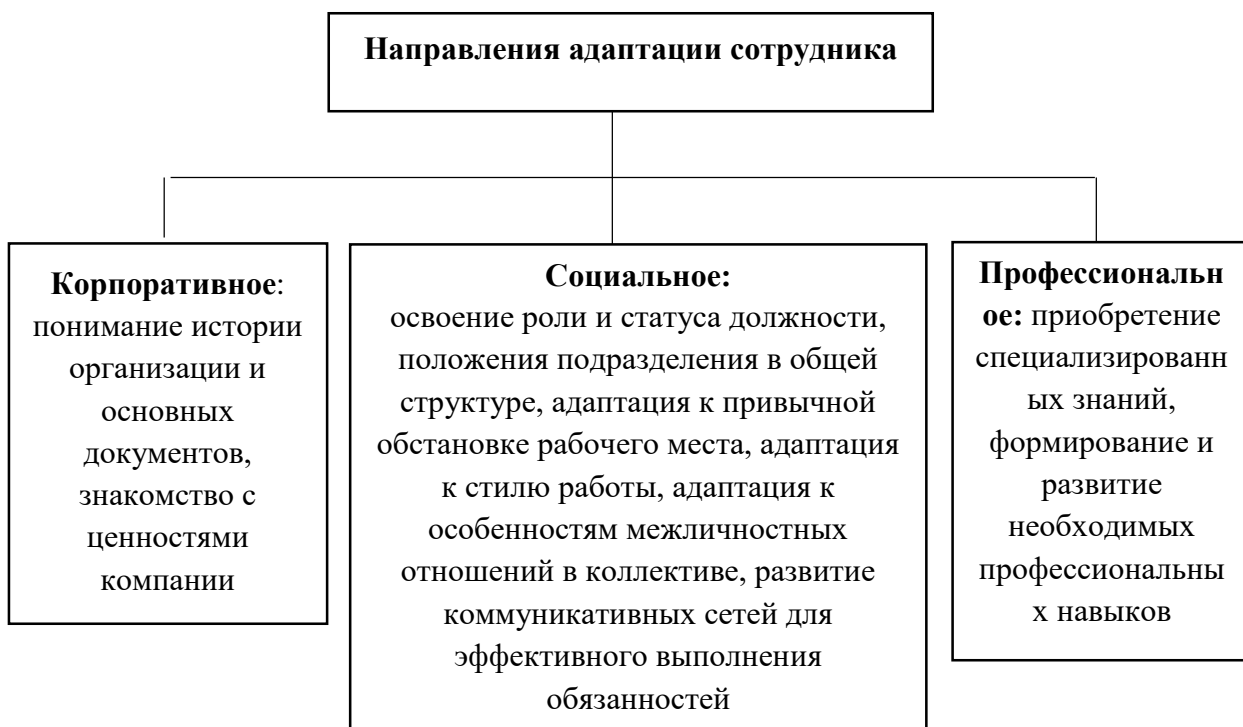 Направления адаптации сотрудника
Корпоративное:
понимание истории
организации и
основных
документов,
знакомство с
ценностями
компании
Социальное:
освоение роли и статуса должности,
положения подразделения в общей
структуре, адаптация к привычной
обстановке рабочего места, адаптация
к стилю работы, адаптация к
особенностям межличностных
отношений в коллективе, развитие
коммуникативных сетей для
эффективного выполнения
обязанностей
Профессиональн
ое: приобретение
специализированн
ых знаний,
формирование и
развитие
необходимых
профессиональны
х навыков